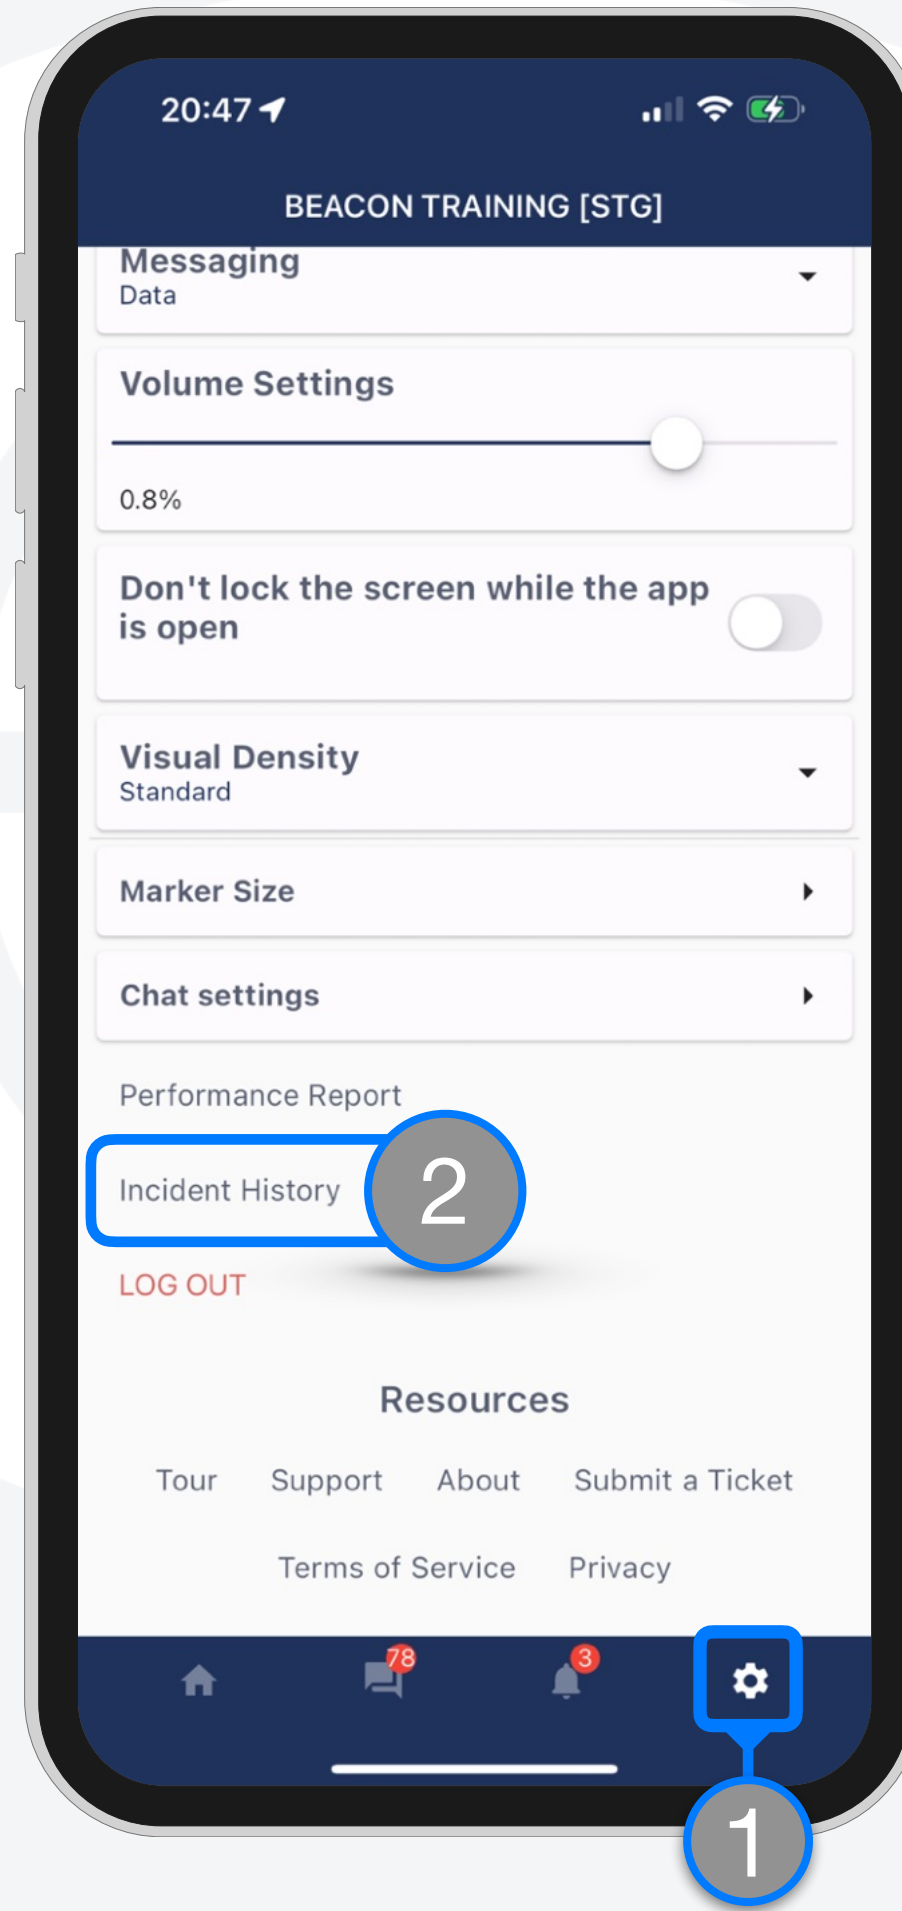 20:47
BEACON TRAINING [STG]
Messaging
Data
Volume Settings
0.8%
Don't lock the screen while the app
is open
Visual Density
Standard
Marker Size
Chat settings
Performance Report
Incident History
2
LOG OUT
Resources
Tour Support About Submit a Ticket
Terms of Service Privacy
78 3
1